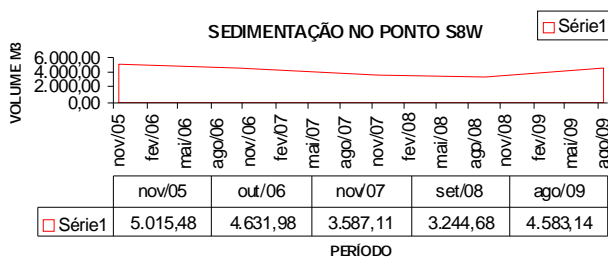 SEDIMENTAÇÃO NO PONTO S8W
Série1
VOLUME M3
6.000,00
4.000,00
2.000,00
0,00
nov/05 fev/06 mai/06 ago/06 nov/06 fev/07 mai/07 ago/07 nov/07 fev/08 mai/08 ago/08 nov/08 fev/09 mai/09 ago/09
nov/05 out/06 nov/07 set/08 ago/09
Série1 5.015,48 4.631,98 3.587,11 3.244,68 4.583,14
PERÍODO